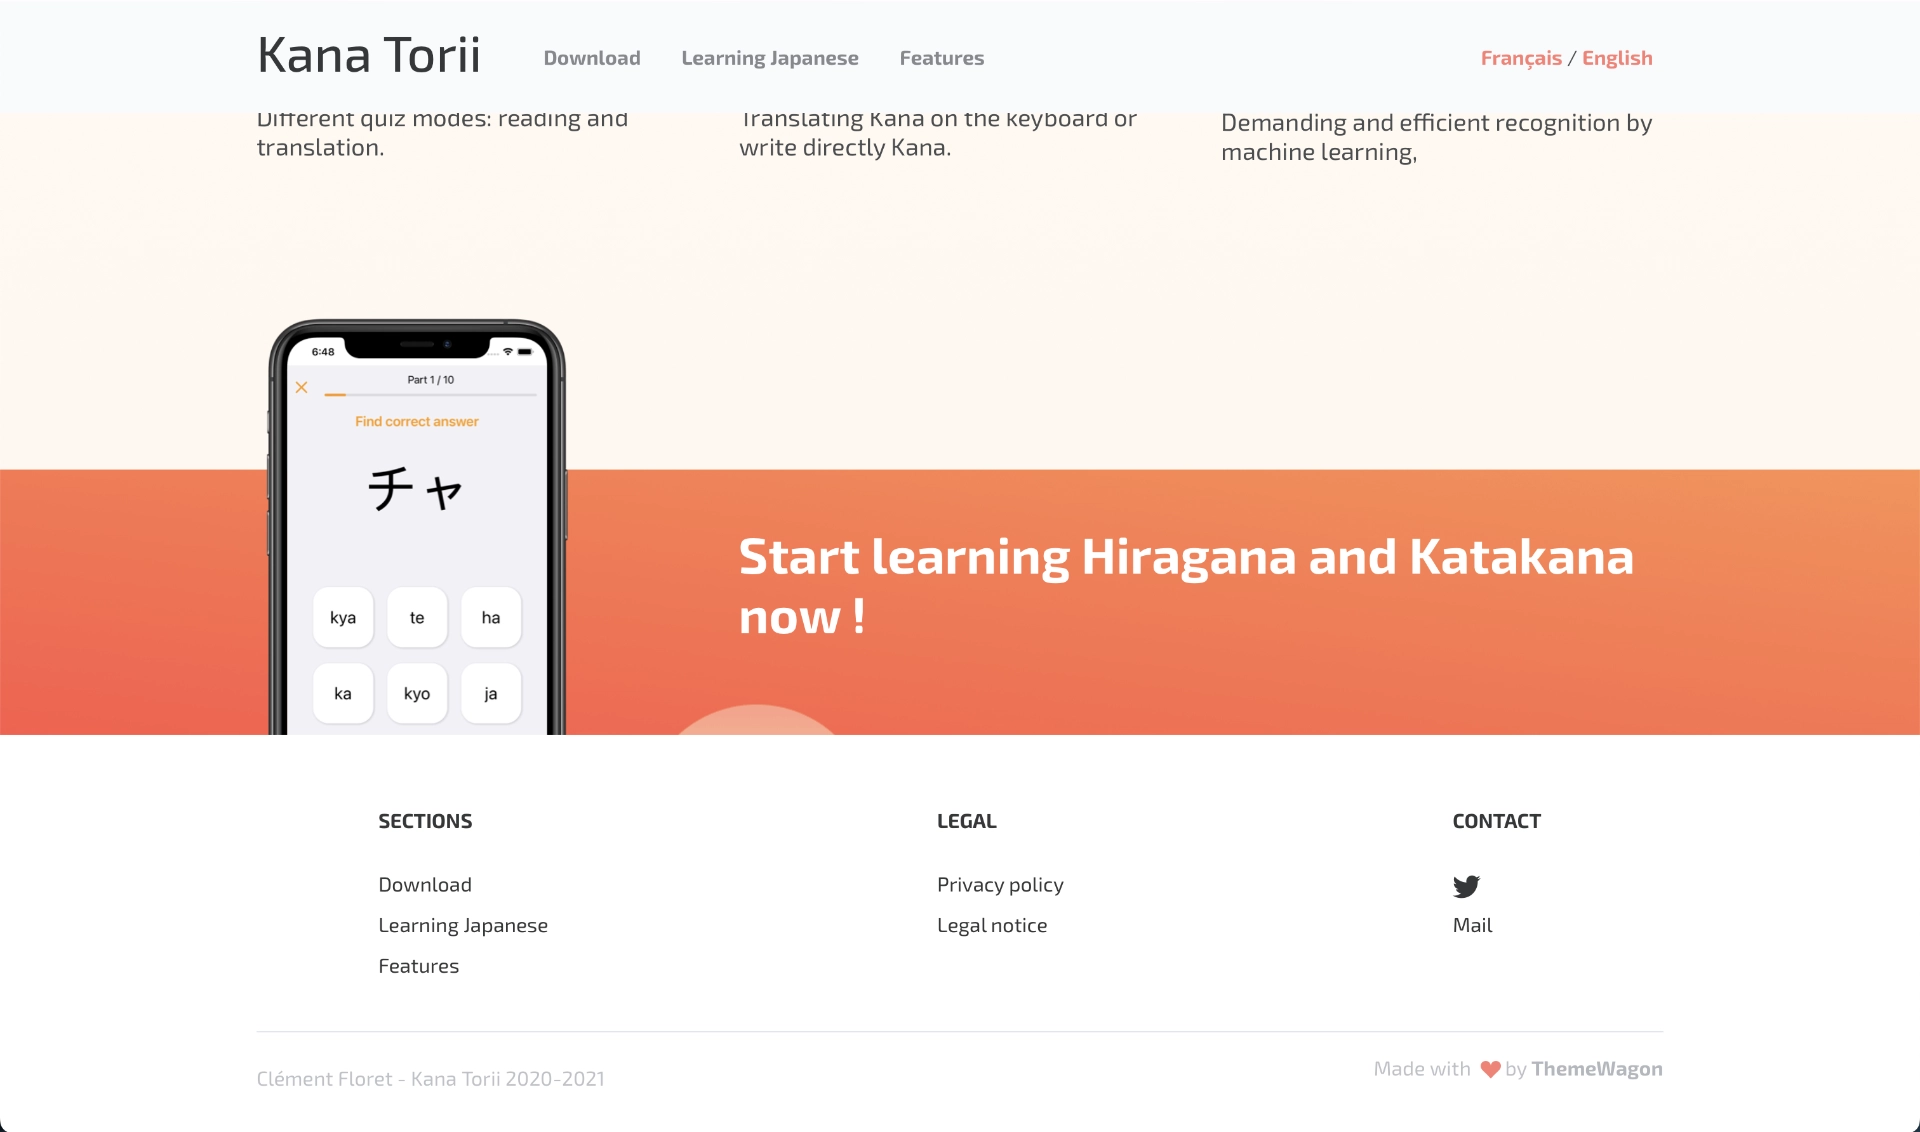 Kana Torii
Download
Learning Japanese
Features
Français / English
Different quiz modes: reading and
translation.
Translating Kana on the keyboard or
write directly Kana.
Demanding and efficient recognition by
machine learning,
6:48
Part 1 / 10
Find correct answer
チャ
kya te ha
ka kyo ja
Start learning Hiragana and Katakana
now !
SECTIONS
Download
Learning Japanese
Features
LEGAL
Privacy policy
Legal notice
CONTACT
Mail
Clément Floret - Kana Torii 2020-2021
Made with by ThemeWagon